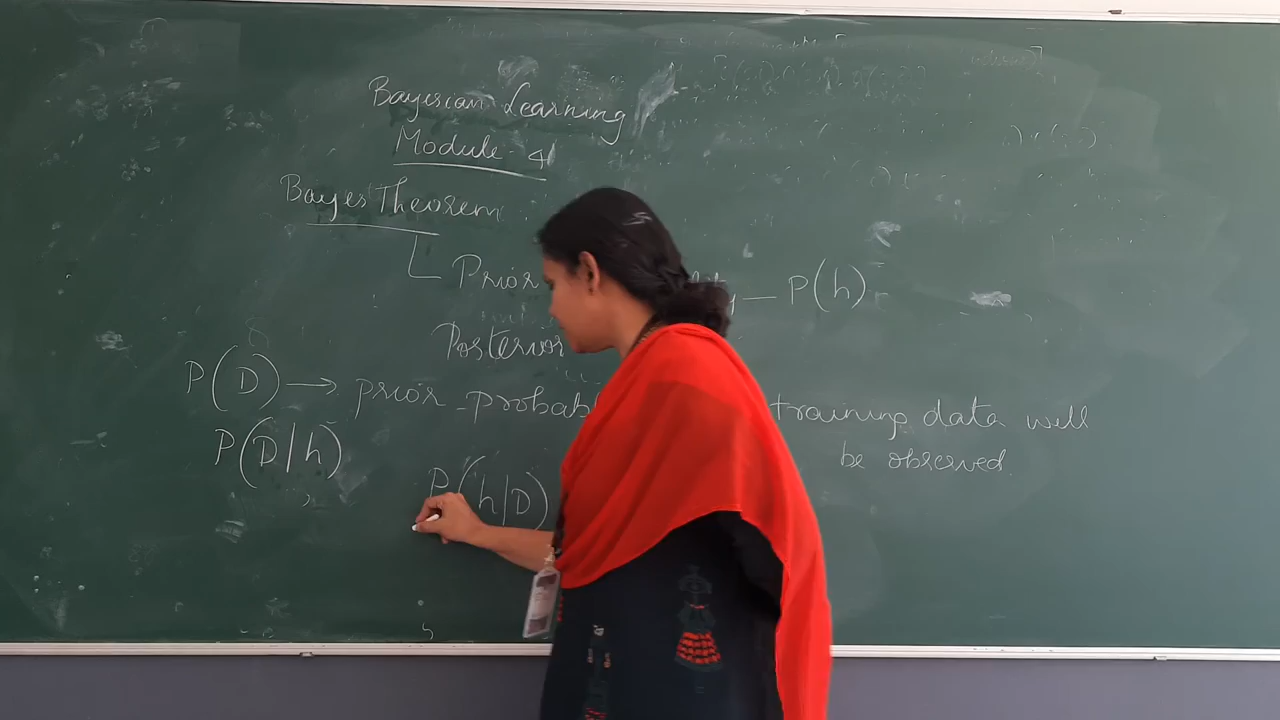 Bayesian Learning
Module - 4
Bayes Theorem
Prior — P(h)
Posterior
P(D) → prior probab training data will
be observed.
P(D|h)
P(h|D)